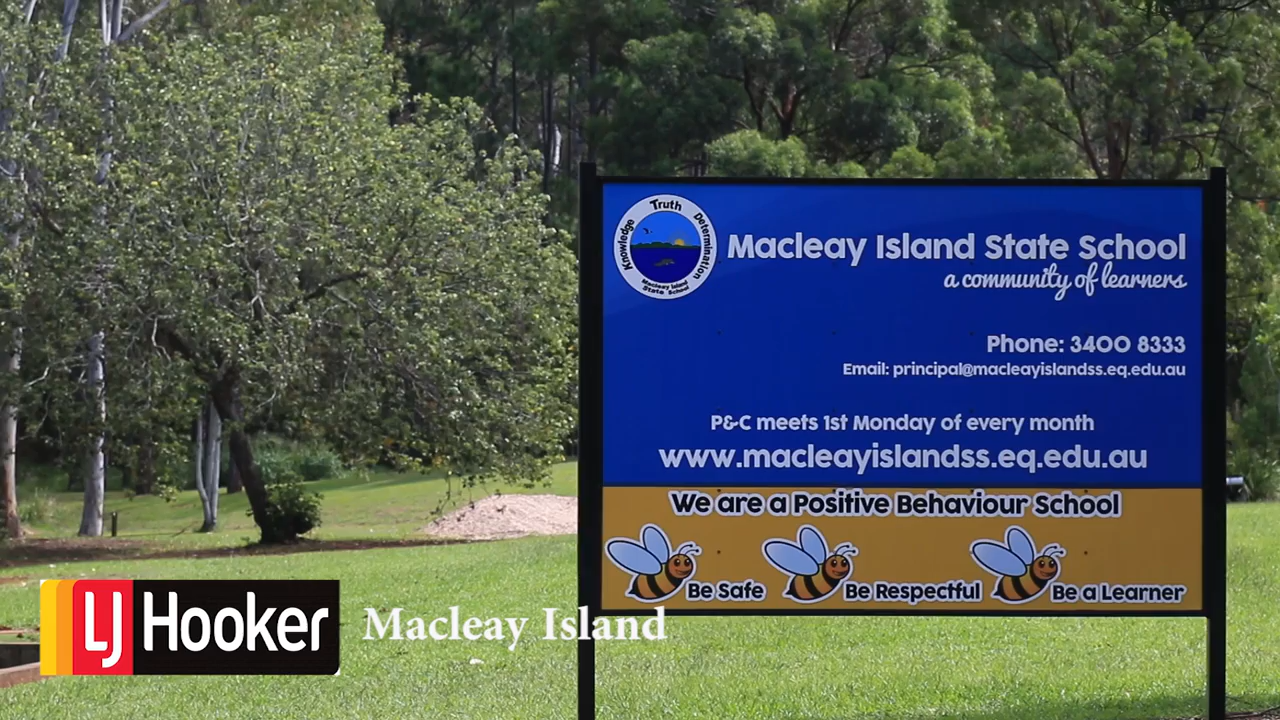 Truth
Knowledge
Determination
Macleay Island
State School
Macleay Island State School
a community of learners
Phone: 3400 8333
Email: principal@macleayislandss.eq.edu.au
P&C meets 1st Monday of every month
www.macleayislandss.eq.edu.au
We are a Positive Behaviour School
Be Safe Be Respectful Be a Learner
LJ Hooker Macleay Island